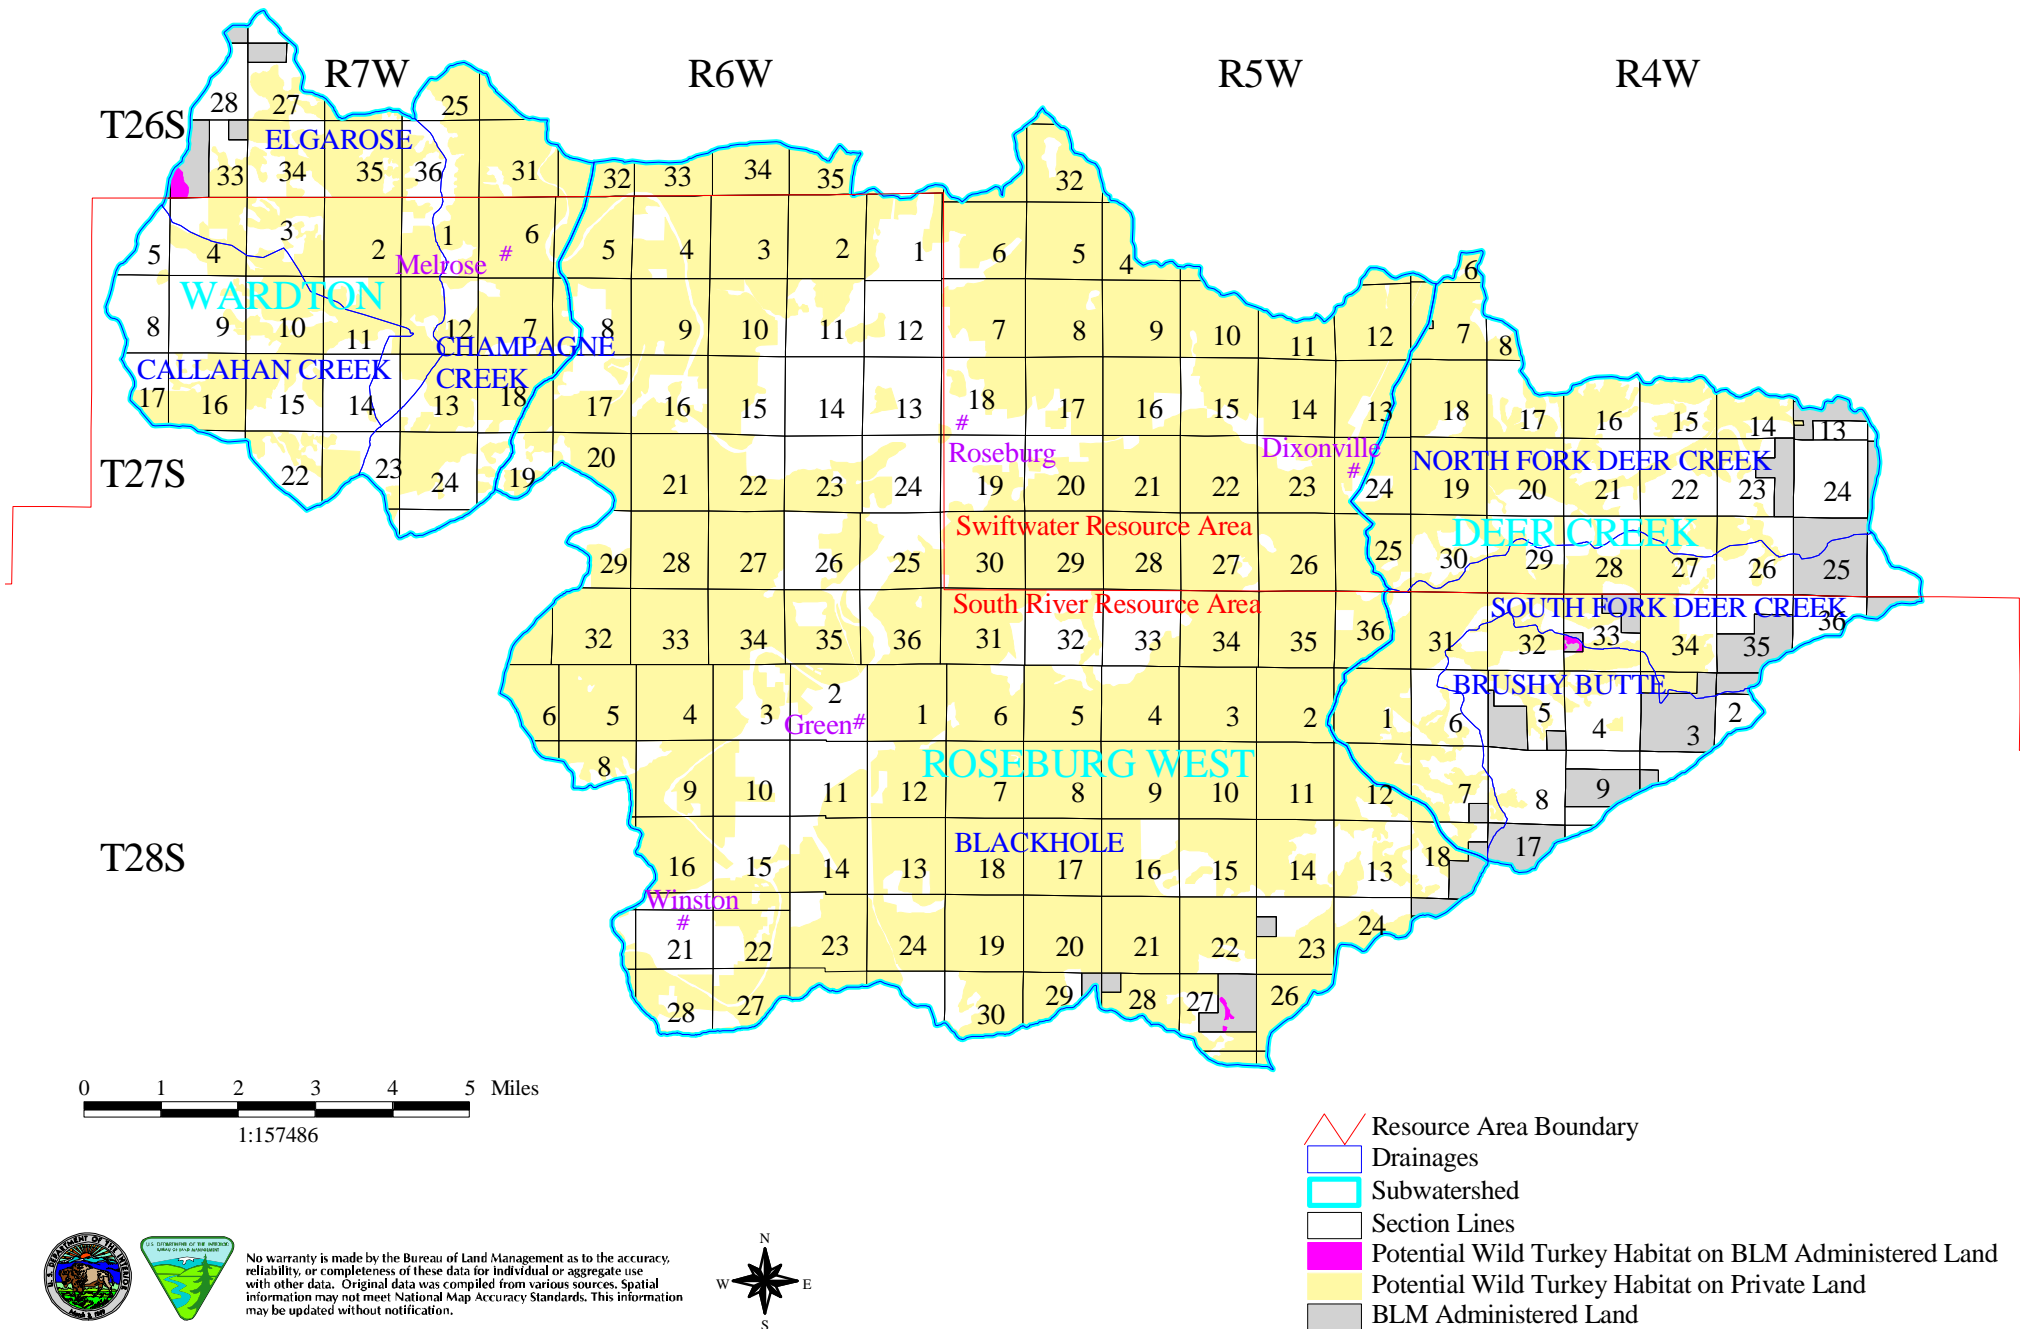 R7W R6W R5W R4W
T26S
28 27 25
ELGAROSE
33 34 35 36 31 32 33 34 35 32
5 4 3 2 1 6 5 4 3 2 1 6 5 4 6
Melrose #
WARDTON
8 9 10 11 12 7 8 9 10 11 12 7 8 9 10 11 12 7 8
CHAMPAGNE
CREEK
CALLAHAN CREEK
17 16 15 14 13 18 17 16 15 14 13 18 17 16 15 14 13 18 17 16 15 14 13
#
Roseburg
Dixonville
#
NORTH FORK DEER CREEK
T27S
22 23 24 19 20 21 22 23 24 19 20 21 22 23 24 19 20 21 22 23 24
Swiftwater Resource Area
DEER CREEK
29 28 27 26 25 30 29 28 27 26 25 30 29 28 27 26 25
South River Resource Area
SOUTH FORK DEER CREEK
32 33 34 35 36 31 32 33 34 35 36 31 32 33 34 35 36
BRUSHY BUTTE
6 5 4 3 2 1 6 5 4 3 2 1 6 5 4 3 2
Green#
ROSEBURG WEST
8 9 10 11 12 7 8 9 10 11 12 7 8 9
BLACKHOLE
T28S
16 15 14 13 18 17 16 15 14 13 18 17
Winston
#
21 22 23 24 19 20 21 22 23 24
28 27 30 29 28 27 26
0 1 2 3 4 5 Miles
1:157486
Resource Area Boundary
Drainages
Subwatershed
Section Lines
Potential Wild Turkey Habitat on BLM Administered Land
Potential Wild Turkey Habitat on Private Land
BLM Administered Land
U.S. DEPARTMENT OF THE INTERIOR
March 3, 1849
U.S. DEPARTMENT OF THE INTERIOR
BUREAU OF LAND MANAGEMENT
No warranty is made by the Bureau of Land Management as to the accuracy,
reliability, or completeness of these data for individual or aggregate use
with other data. Original data was compiled from various sources. Spatial
information may not meet National Map Accuracy Standards. This information
may be updated without notification.
N
W E
S